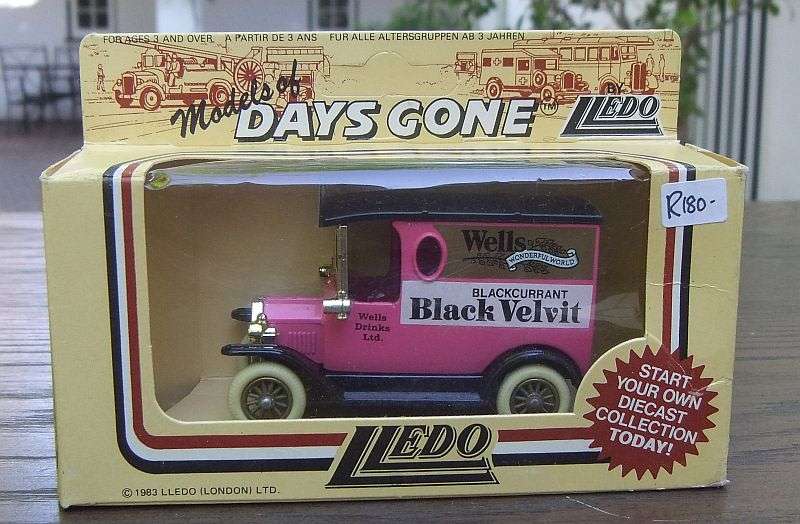 FOR AGES 3 AND OVER. A PARTIR DE 3 ANS FUR ALLE ALTERSGRUPPEN AB 3 JAHREN
Models of
DAYS GONE™
BY
LLEDO
R180-
Wells
WONDERFUL WORLD
BLACKCURRANT
Black Velvit
Wells
Drinks
Ltd.
START
YOUR OWN
DIECAST
COLLECTION
TODAY!
LLEDO
© 1983 LLEDO (LONDON) LTD.